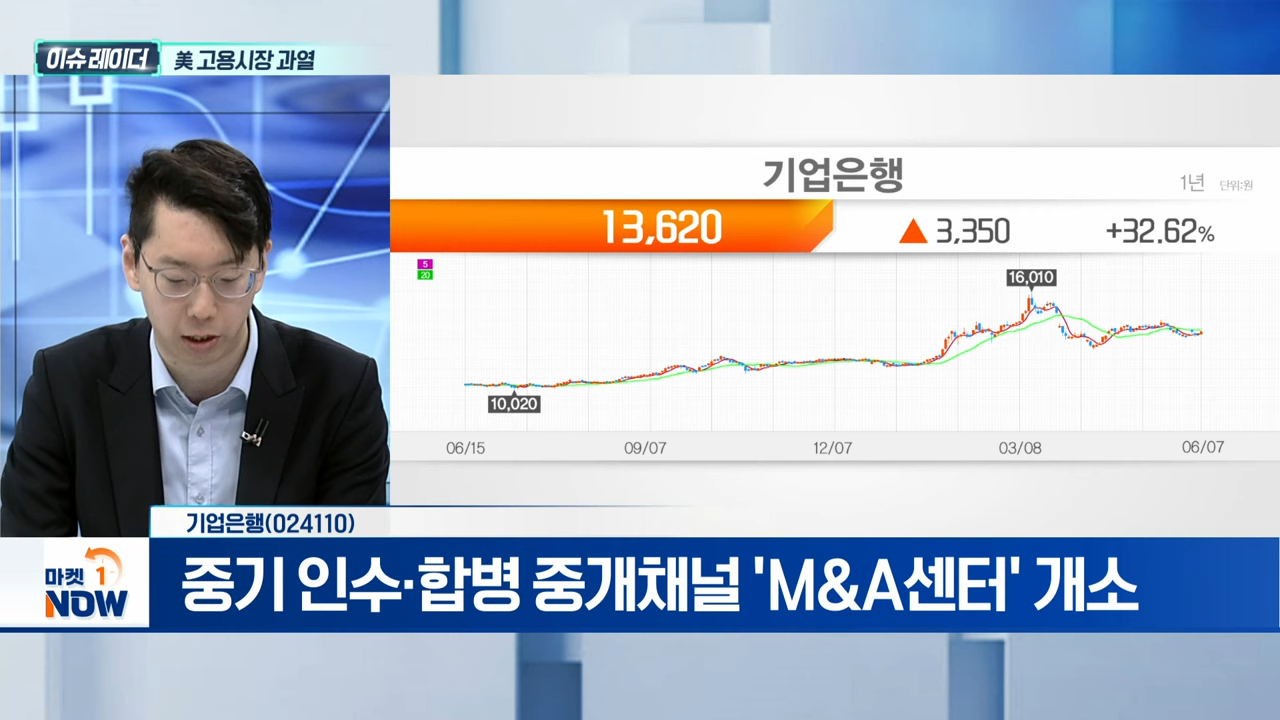 이슈레이더 美 고용시장 과열
기업은행
1년 단위:원
13,620 ▲ 3,350 +32.62%
5
20
16,010
10,020
06/15 09/07 12/07 03/08 06/07
기업은행(024110)
마켓 1
NOW
중기 인수·합병 중개채널 'M&A센터' 개소